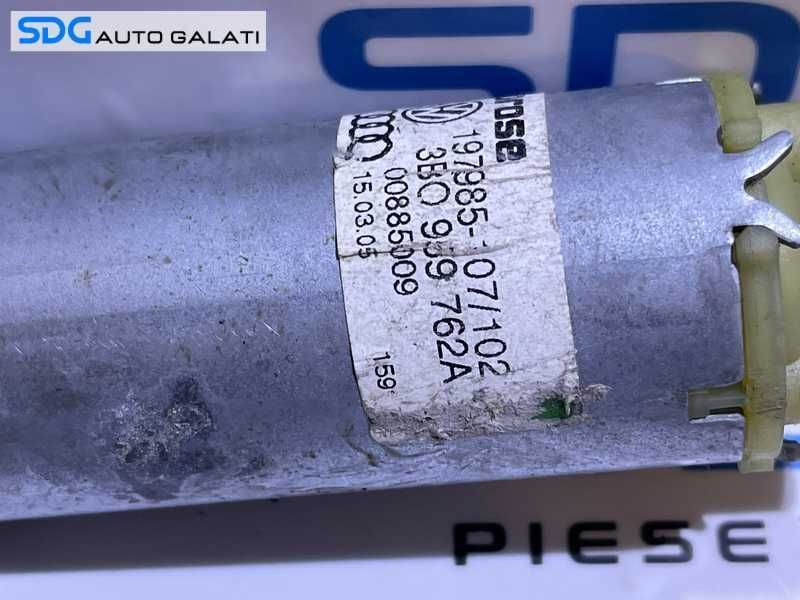 SDG AUTO GALATI
SD
rose
197985-107/102
3B0 959 762A
00885009
15.03.05
159
PIESE